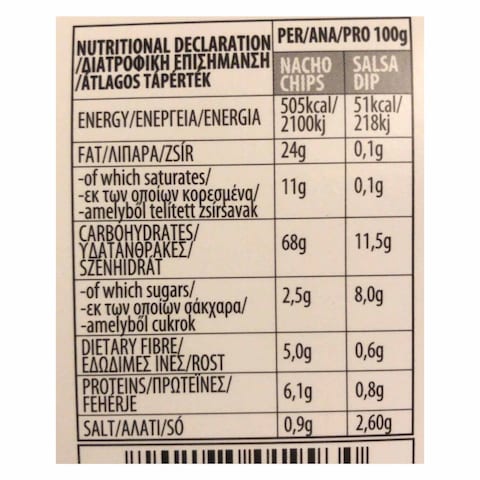 NUTRITIONAL DECLARATION
/ΔΙΑΤΡΟΦΙΚΗ ΕΠΙΣΗΜΑΝΣΗ
/ÁTLAGOS TÁPÉRTÉK
PER/ANA/PRO 100g
NACHO CHIPS
SALSA DIP
ENERGY/ΕΝΕΡΓΕΙΑ/ENERGIA
505kcal/
2100kj
51kcal/
218kj
FAT/ΛΙΠΑΡΑ/ZSÍR 24g 0,1g
-of which saturates/
-εκ των οποίων κορεσμένα/
-amelyből telített zsírsavak
11g 0,1g
CARBOHYDRATES/
ΥΔΑΤΑΝΘΡΑΚΕΣ/
SZÉNHIDRÁT
68g 11,5g
-of which sugars/
-εκ των οποίων σάκχαρα/
-amelyből cukrok
2,5g 8,0g
DIETARY FIBRE/
ΕΔΩΔΙΜΕΣ ΙΝΕΣ/ROST
5,0g 0,6g
PROTEINS/ΠΡΩΤΕΪΝΕΣ/
FEHÉRJE
6,1g 0,8g
SALT/ΑΛΑΤΙ/SÓ 0,9g 2,60g